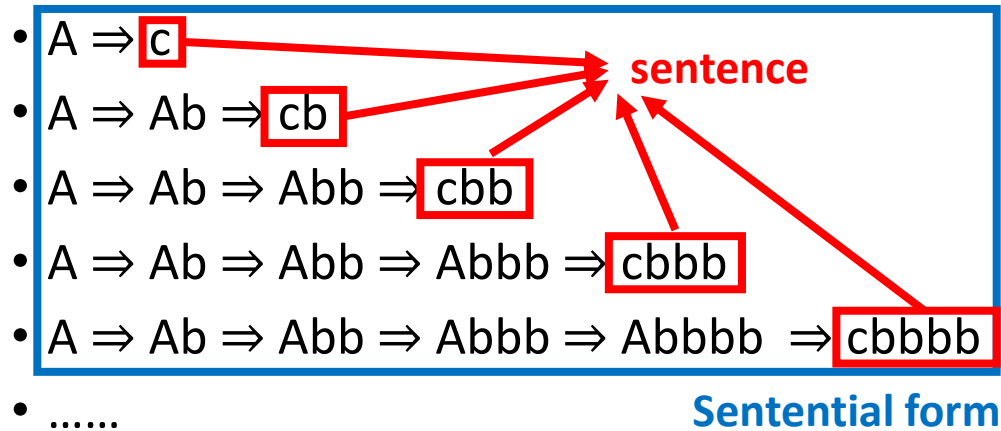 • A ⇒ c
sentence
• A ⇒ Ab ⇒ cb
• A ⇒ Ab ⇒ Abb ⇒ cbb
• A ⇒ Ab ⇒ Abb ⇒ Abbb ⇒ cbbb
• A ⇒ Ab ⇒ Abb ⇒ Abbb ⇒ Abbbb ⇒ cbbbb
• ......
Sentential form